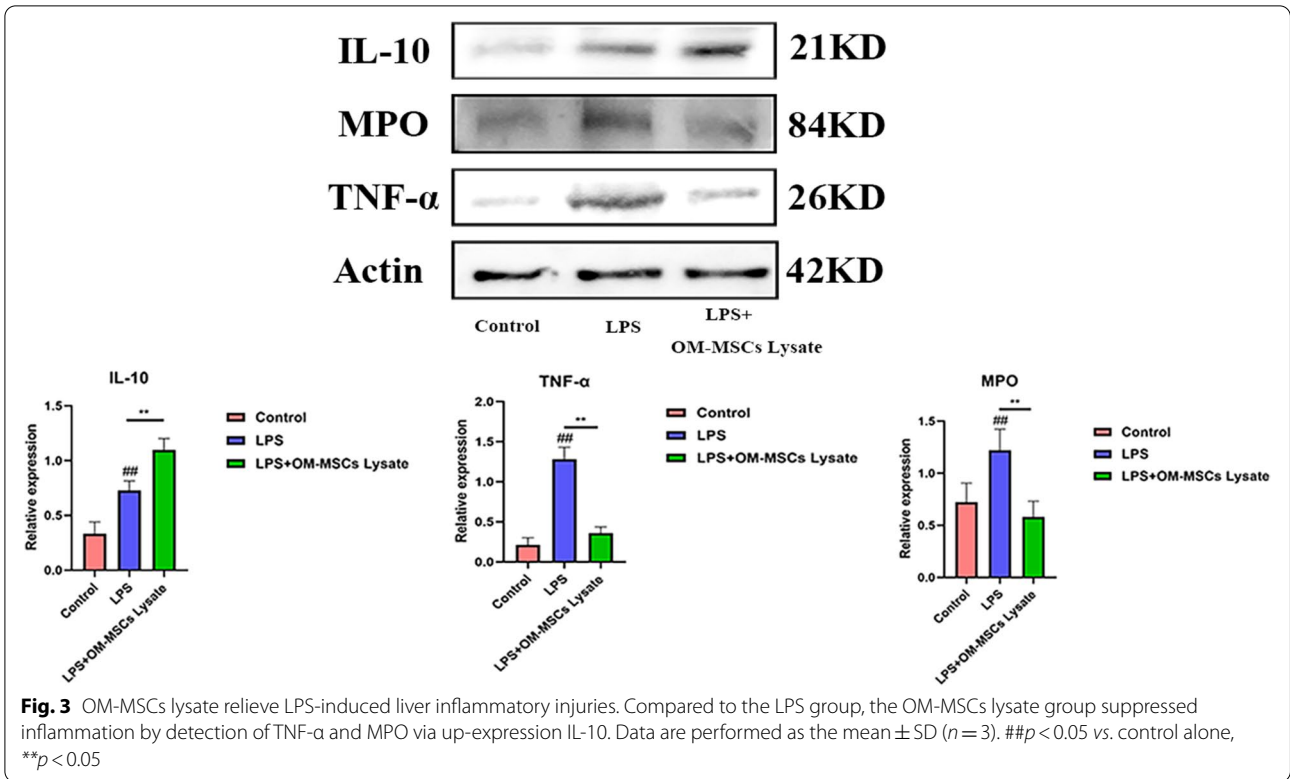 IL-10 21KD
MPO 84KD
TNF-α 26KD
Actin 42KD
Control LPS LPS+
OM-MSCs Lysate
IL-10
Relative expression
1.5
1.0
0.5
0.0
**
##
Control
LPS
LPS+OM-MSCs Lysate
Control
LPS
LPS+OM-MSCs Lysate
TNF-α
Relative expression
2.0
1.5
1.0
0.5
0.0
**
##
Control
LPS
LPS+OM-MSCs Lysate
Control
LPS
LPS+OM-MSCs Lysate
MPO
Relative expression
1.5
1.0
0.5
0.0
**
##
Control
LPS
LPS+OM-MSCs Lysate
Control
LPS
LPS+OM-MSCs Lysate
Fig. 3 OM-MSCs lysate relieve LPS-induced liver inflammatory injuries. Compared to the LPS group, the OM-MSCs lysate group suppressed
inflammation by detection of TNF-α and MPO via up-expression IL-10. Data are performed as the mean ± SD (n = 3). ##p < 0.05 vs. control alone,
**p < 0.05